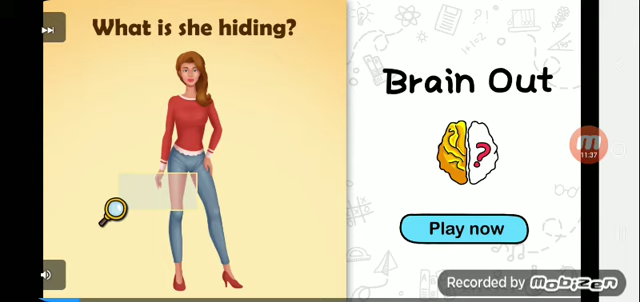 What is she hiding?
Brain Out
?
11:37
Play now
Recorded by mobizen